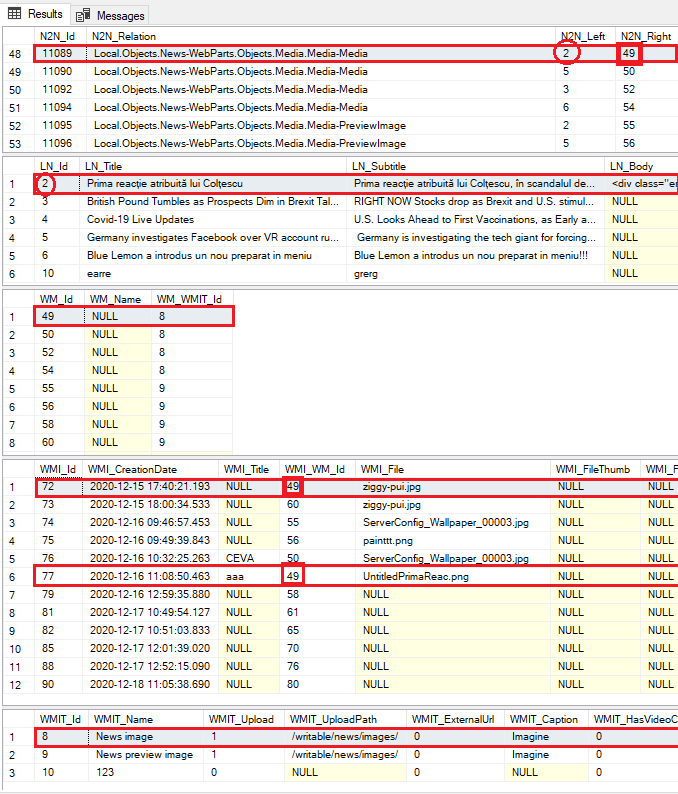 Results Messages
N2N_Id N2N_Relation N2N_Left N2N_Right
48 11089 Local.Objects.News-WebParts.Objects.Media.Media-Media 2 49
49 11090 Local.Objects.News-WebParts.Objects.Media.Media-Media 5 50
50 11092 Local.Objects.News-WebParts.Objects.Media.Media-Media 3 52
51 11094 Local.Objects.News-WebParts.Objects.Media.Media-Media 6 54
52 11095 Local.Objects.News-WebParts.Objects.Media.Media-PreviewImage 2 55
53 11096 Local.Objects.News-WebParts.Objects.Media.Media-PreviewImage 5 56
LN_Id LN_Title LN_Subtitle LN_Body
1 2 Prima reacție atribuită lui Colțescu Prima reacție atribuită lui Colțescu, în scandalul de... <div class="en
2 3 British Pound Tumbles as Prospects Dim in Brexit Tal... RIGHT NOW Stocks drop as Brexit and U.S. stimul... NULL
3 4 Covid-19 Live Updates U.S. Looks Ahead to First Vaccinations, as Early a... NULL
4 5 Germany investigates Facebook over VR account ru... Germany is investigating the tech giant for forcing... NULL
5 6 Blue Lemon a introdus un nou preparat in meniu Blue Lemon a introdus un nou preparat in meniu!!! NULL
6 10 earre grerg NULL
WM_Id WM_Name WM_WMIT_Id
1 49 NULL 8
2 50 NULL 8
3 52 NULL 8
4 54 NULL 8
5 55 NULL 9
6 56 NULL 9
7 58 NULL 9
8 60 NULL 9
WMI_Id WMI_CreationDate WMI_Title WMI_WM_Id WMI_File WMI_FileThumb WMI_F
1 72 2020-12-15 17:40:21.193 NULL 49 ziggy-pui.jpg NULL NULL
2 73 2020-12-15 18:00:34.533 NULL 60 ziggy-pui.jpg NULL NULL
3 74 2020-12-16 09:46:57.453 NULL 55 ServerConfig_Wallpaper_00003.jpg NULL NULL
4 75 2020-12-16 09:49:39.843 NULL 56 painttt.png NULL NULL
5 76 2020-12-16 10:32:25.263 CEVA 50 ServerConfig_Wallpaper_00003.jpg NULL NULL
6 77 2020-12-16 11:08:50.463 aaa 49 UntitledPrimaReac.png NULL NULL
7 79 2020-12-16 12:59:35.880 NULL 58 NULL NULL NULL
8 81 2020-12-17 10:49:54.127 NULL 61 NULL NULL NULL
9 82 2020-12-17 10:51:03.833 NULL 65 NULL NULL NULL
10 85 2020-12-17 12:01:39.020 NULL 70 NULL NULL NULL
11 88 2020-12-17 12:52:15.090 NULL 76 NULL NULL NULL
12 90 2020-12-18 11:05:38.690 NULL 80 NULL NULL NULL
WMIT_Id WMIT_Name WMIT_Upload WMIT_UploadPath WMIT_ExternalUrl WMIT_Caption WMIT_HasVideoC
1 8 News image 1 /writable/news/images/ 0 Imagine 0
2 9 News preview image 1 /writable/news/images/ 0 Imagine 0
3 10 123 0 NULL 0 NULL 0